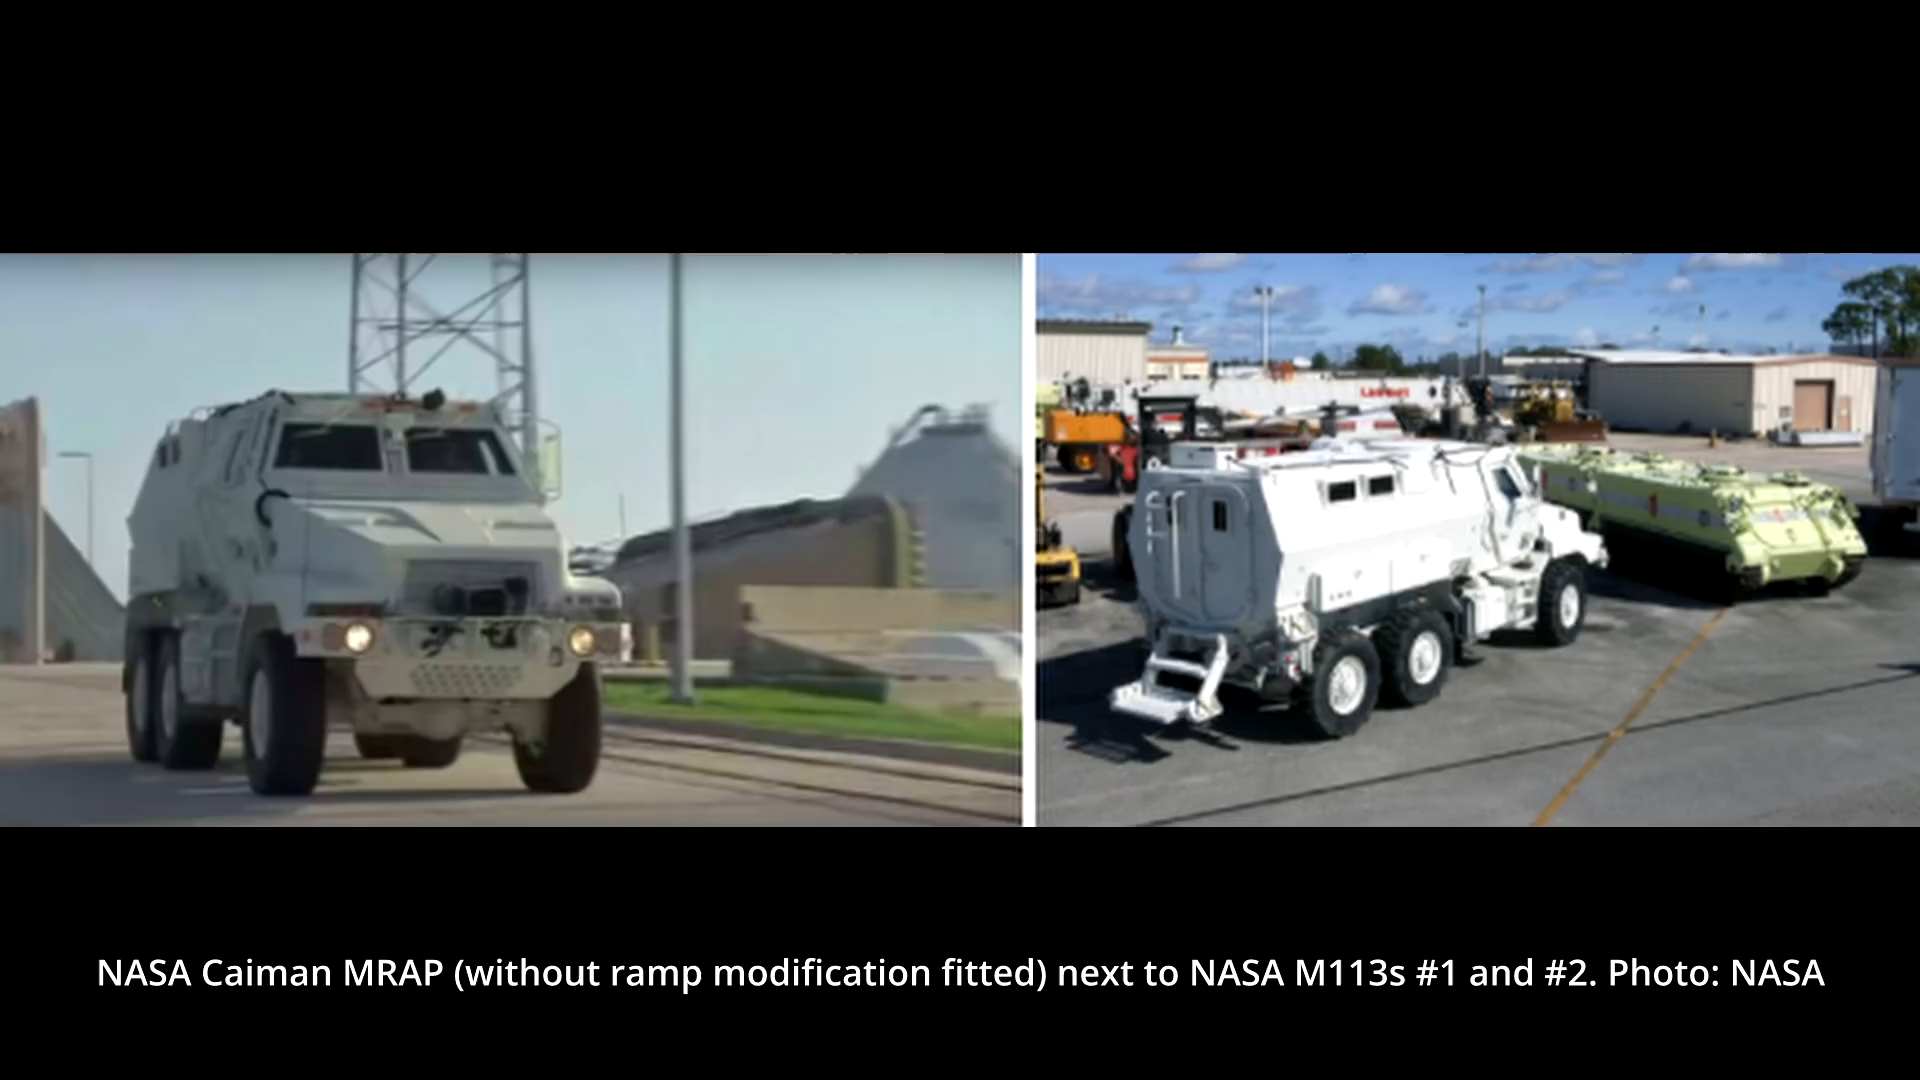 NASA Caiman MRAP (without ramp modification fitted) next to NASA M113s #1 and #2. Photo: NASA